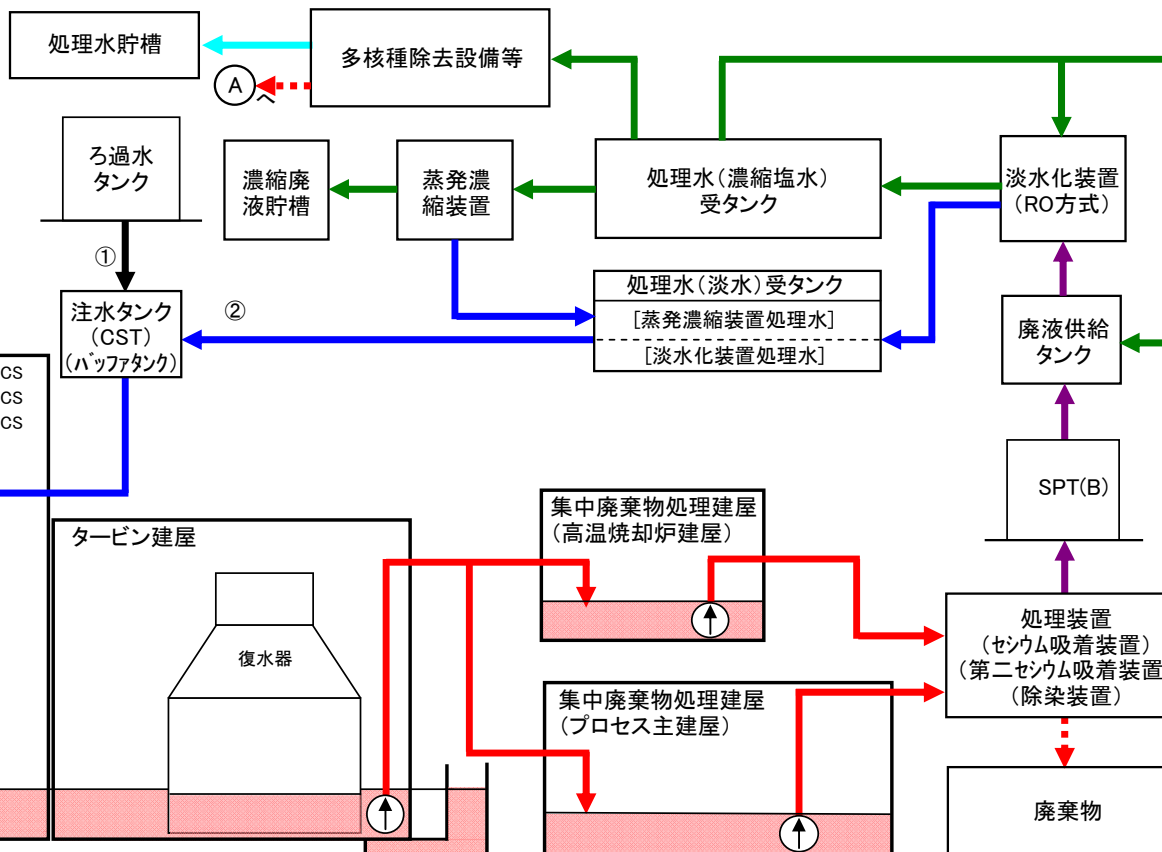 処理水貯槽
多核種除去設備等
A
へ
ろ過水
タンク
濃縮廃
液貯槽
蒸発濃
縮装置
処理水(濃縮塩水)
受タンク
淡水化装置
(RO方式)
①
注水タンク
(CST)
(バッファタンク)
②
処理水(淡水)受タンク
[蒸発濃縮装置処理水]
[淡水化装置処理水]
廃液供給
タンク
CS
CS
CS
SPT(B)
タービン建屋
復水器
集中廃棄物処理建屋
(高温焼却炉建屋)
集中廃棄物処理建屋
(プロセス主建屋)
処理装置
(セシウム吸着装置)
(第二セシウム吸着装置
(除染装置)
廃棄物